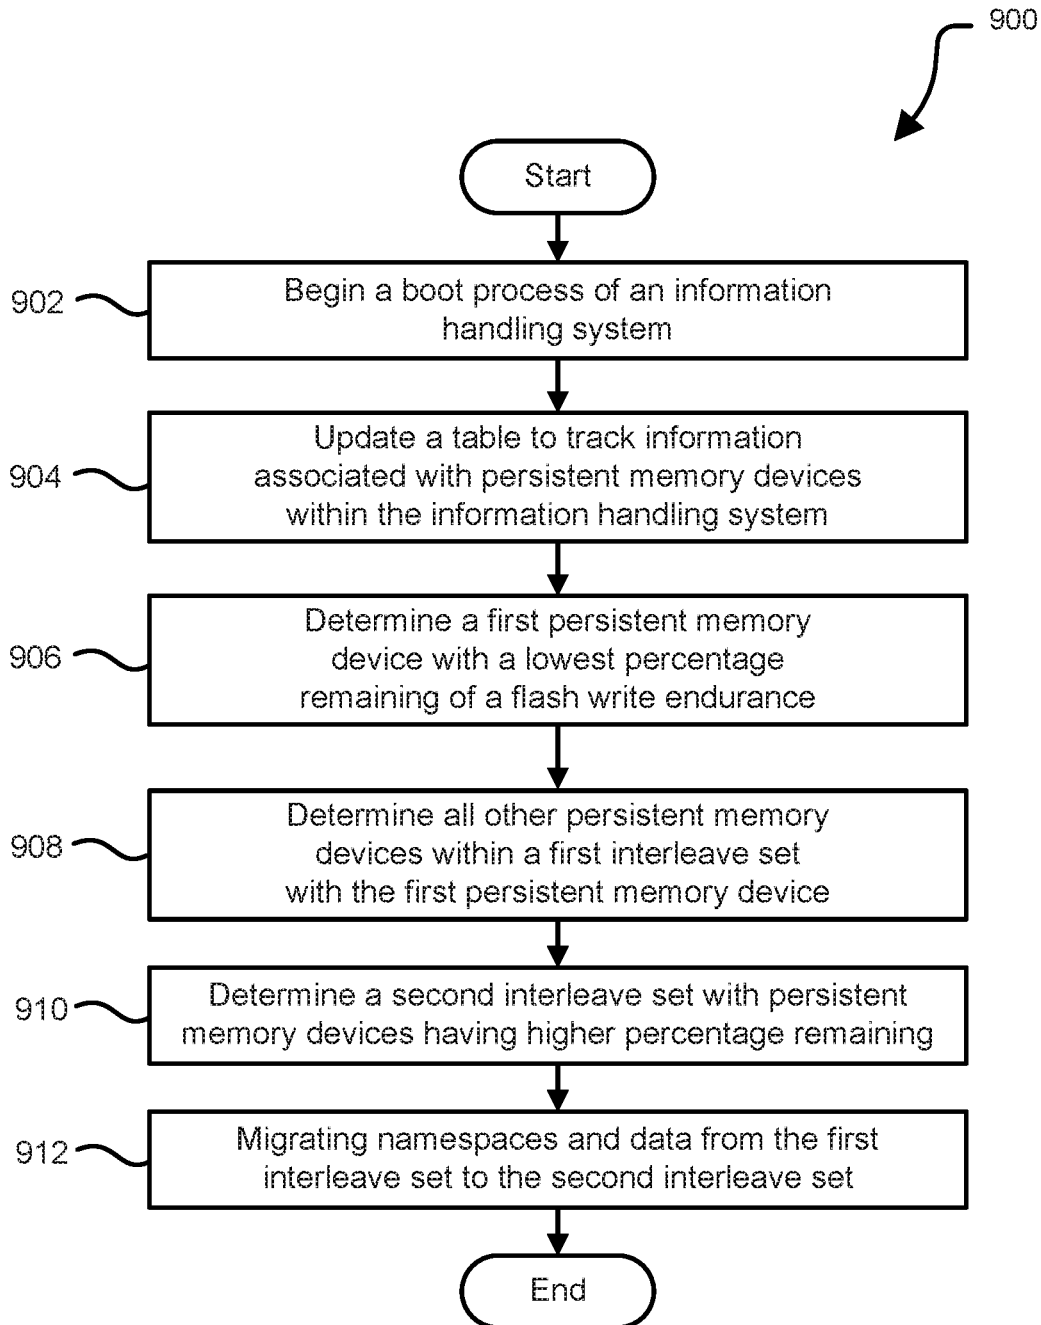 900
Start
902
Begin a boot process of an information
handling system
904
Update a table to track information
associated with persistent memory devices
within the information handling system
906
Determine a first persistent memory
device with a lowest percentage
remaining of a flash write endurance
908
Determine all other persistent memory
devices within a first interleave set
with the first persistent memory device
910
Determine a second interleave set with persistent
memory devices having higher percentage remaining
912
Migrating namespaces and data from the first
interleave set to the second interleave set
End